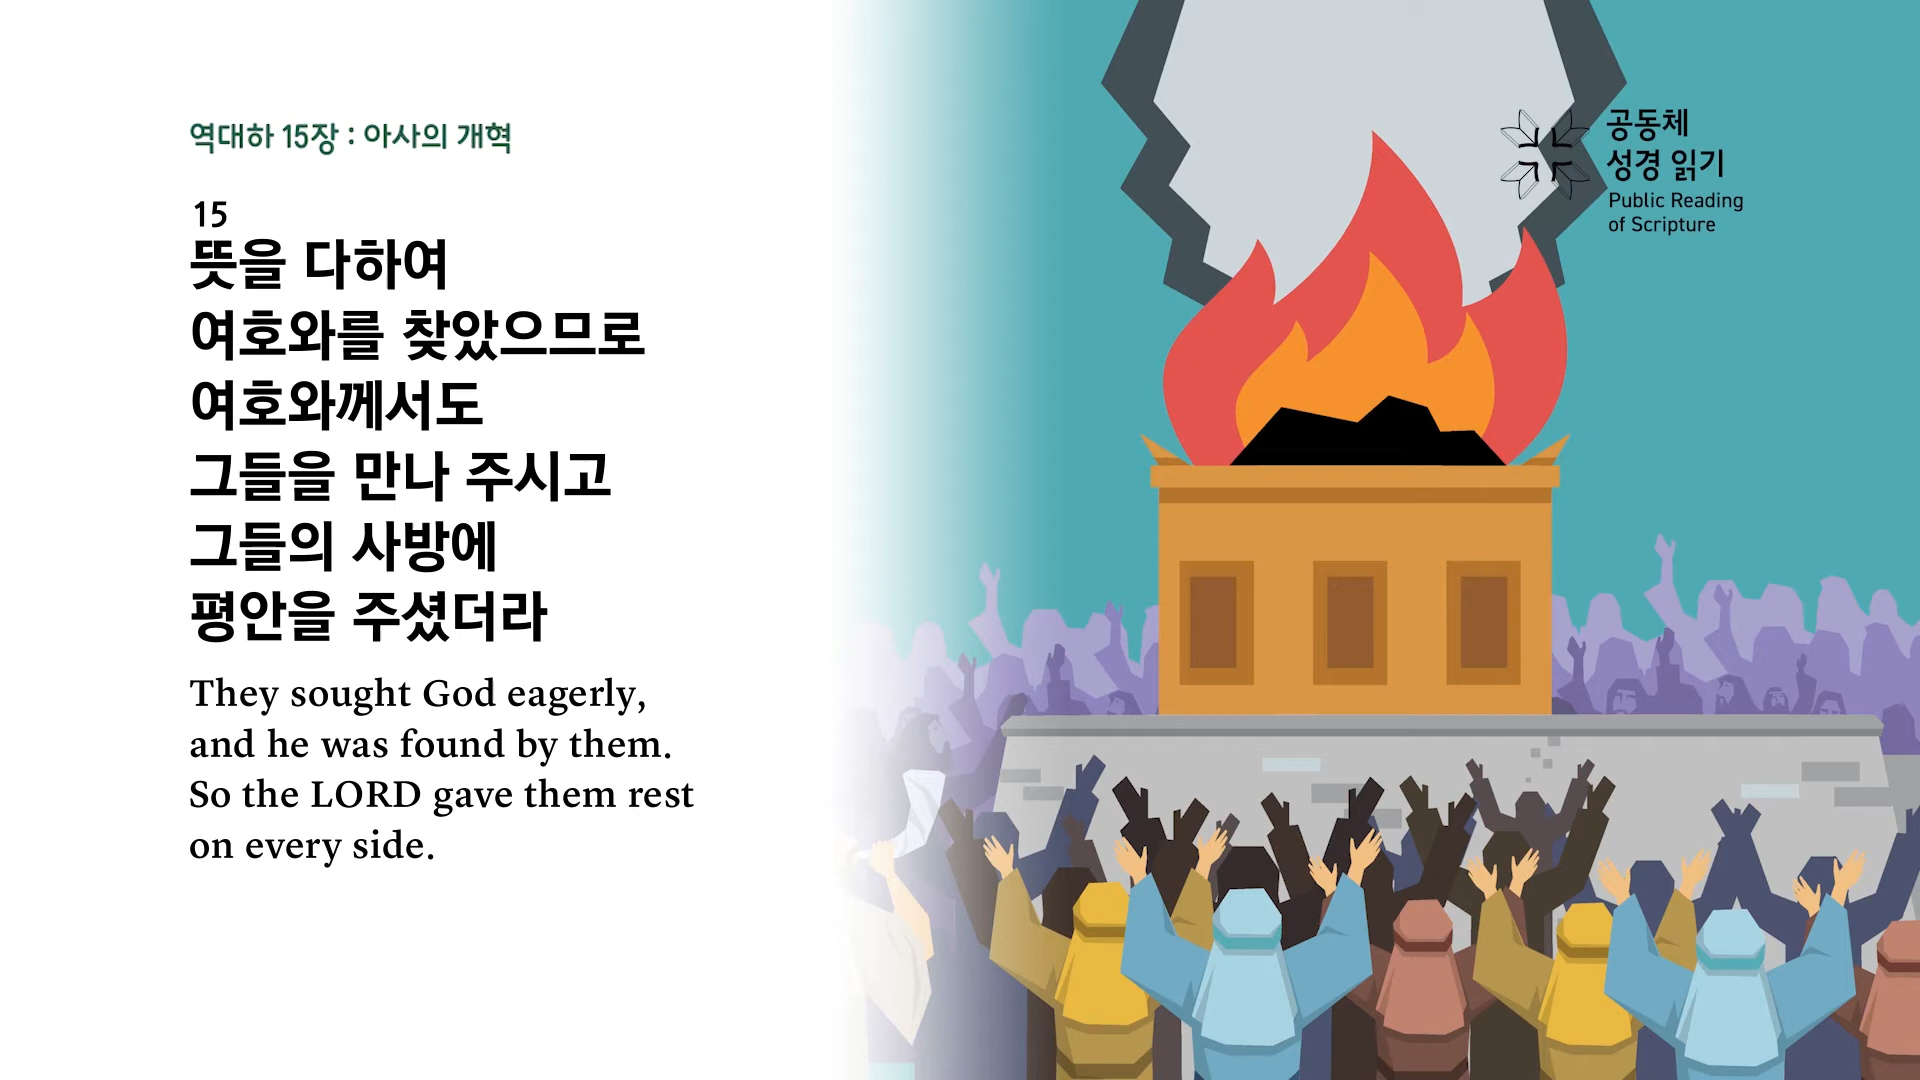 역대하 15장 : 아사의 개혁
15
뜻을 다하여
여호와를 찾았으므로
여호와께서도
그들을 만나 주시고
그들의 사방에
평안을 주셨더라
They sought God eagerly,
and he was found by them.
So the LORD gave them rest
on every side.
공동체
성경 읽기
Public Reading
of Scripture